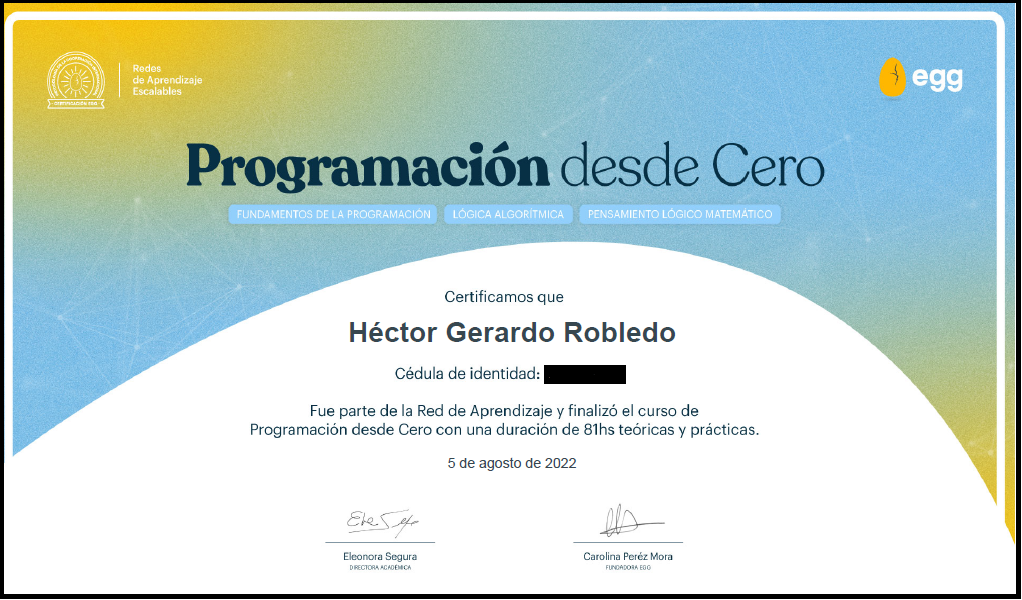 Redes
de Aprendizaje
Escalables
CERTIFICACIÓN EGG
egg
Programación desde Cero
FUNDAMENTOS DE LA PROGRAMACIÓN
LÓGICA ALGORÍTMICA
PENSAMIENTO LÓGICO MATEMÁTICO
Certificamos que
Héctor Gerardo Robledo
Cédula de identidad:
Fue parte de la Red de Aprendizaje y finalizó el curso de
Programación desde Cero con una duración de 81hs teóricas y prácticas.
5 de agosto de 2022
Eleonora Segura
DIRECTORA ACADÉMICA
Carolina Peréz Mora
FUNDADORA EGG